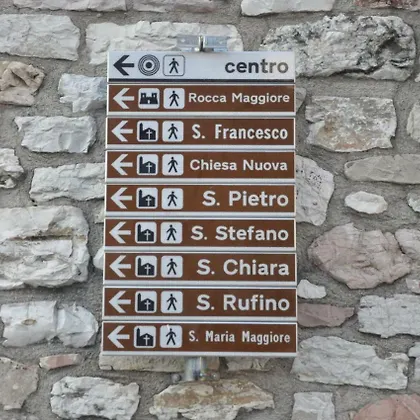 centro
Rocca Maggiore
S. Francesco
Chiesa Nuova
S. Pietro
S. Stefano
S. Chiara
S. Rufino
S. Maria Maggiore